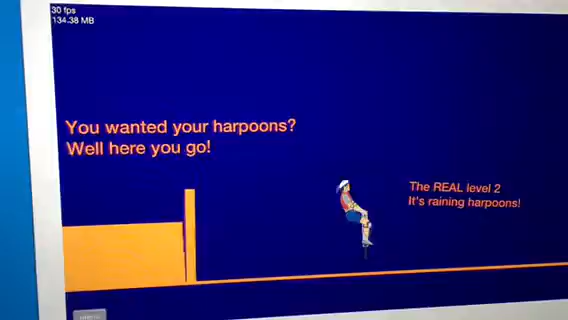 30 fps
134.38 MB
You wanted your harpoons?
Well here you go!
The REAL level 2
It's raining harpoons!